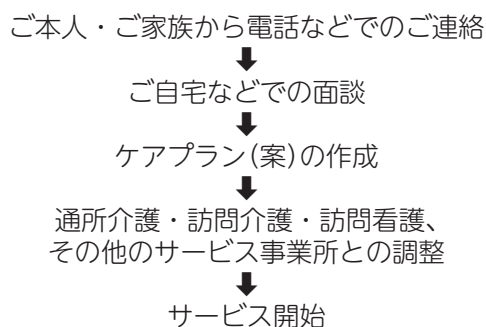 ご本人・ご家族から電話などでのご連絡
ご自宅などでの面談
ケアプラン(案)の作成
通所介護・訪問介護・訪問看護、
その他のサービス事業所との調整
サービス開始